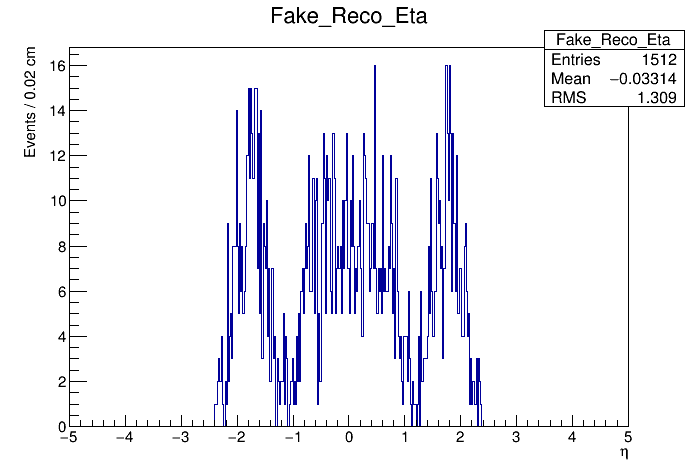 Fake_Reco_Eta
Fake_Reco_Eta
Entries 1512
Mean −0.03314
RMS 1.309
Events / 0.02 cm
16
14
12
10
8
6
4
2
0
−5 −4 −3 −2 −1 0 1 2 3 4 5
η